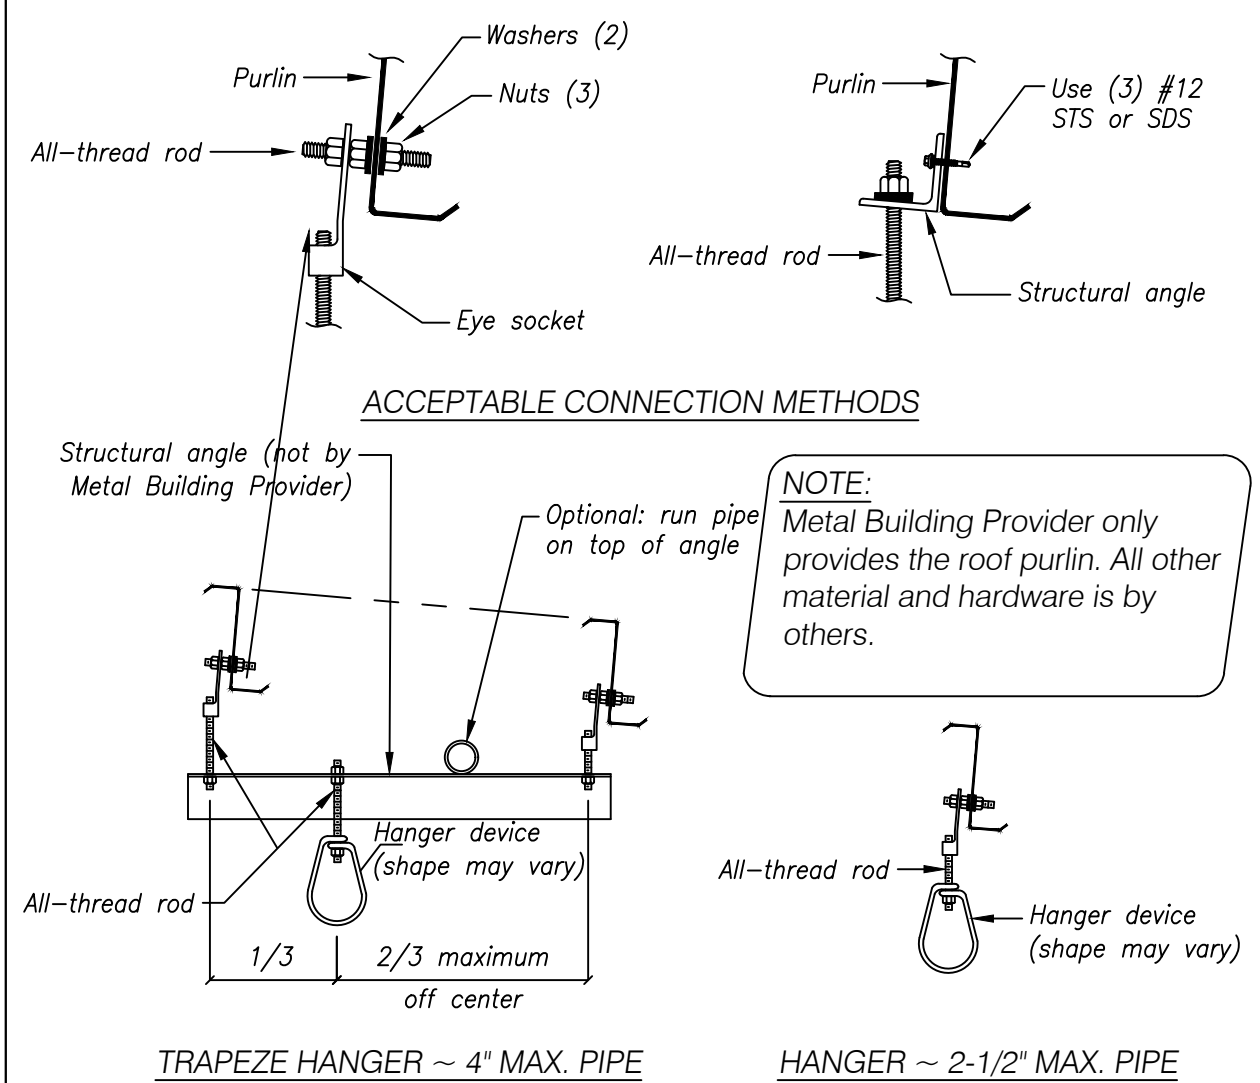 Washers (2)
Purlin
Nuts (3)
All-thread rod
Eye socket
Purlin
Use (3) #12
STS or SDS
All-thread rod
Structural angle
ACCEPTABLE CONNECTION METHODS
Structural angle (not by
Metal Building Provider)
Optional: run pipe
on top of angle
NOTE:
Metal Building Provider only
provides the roof purlin. All other
material and hardware is by
others.
Hanger device
(shape may vary)
All-thread rod
1/3
2/3 maximum
off center
TRAPEZE HANGER ~ 4" MAX. PIPE
All-thread rod
Hanger device
(shape may vary)
HANGER ~ 2-1/2" MAX. PIPE